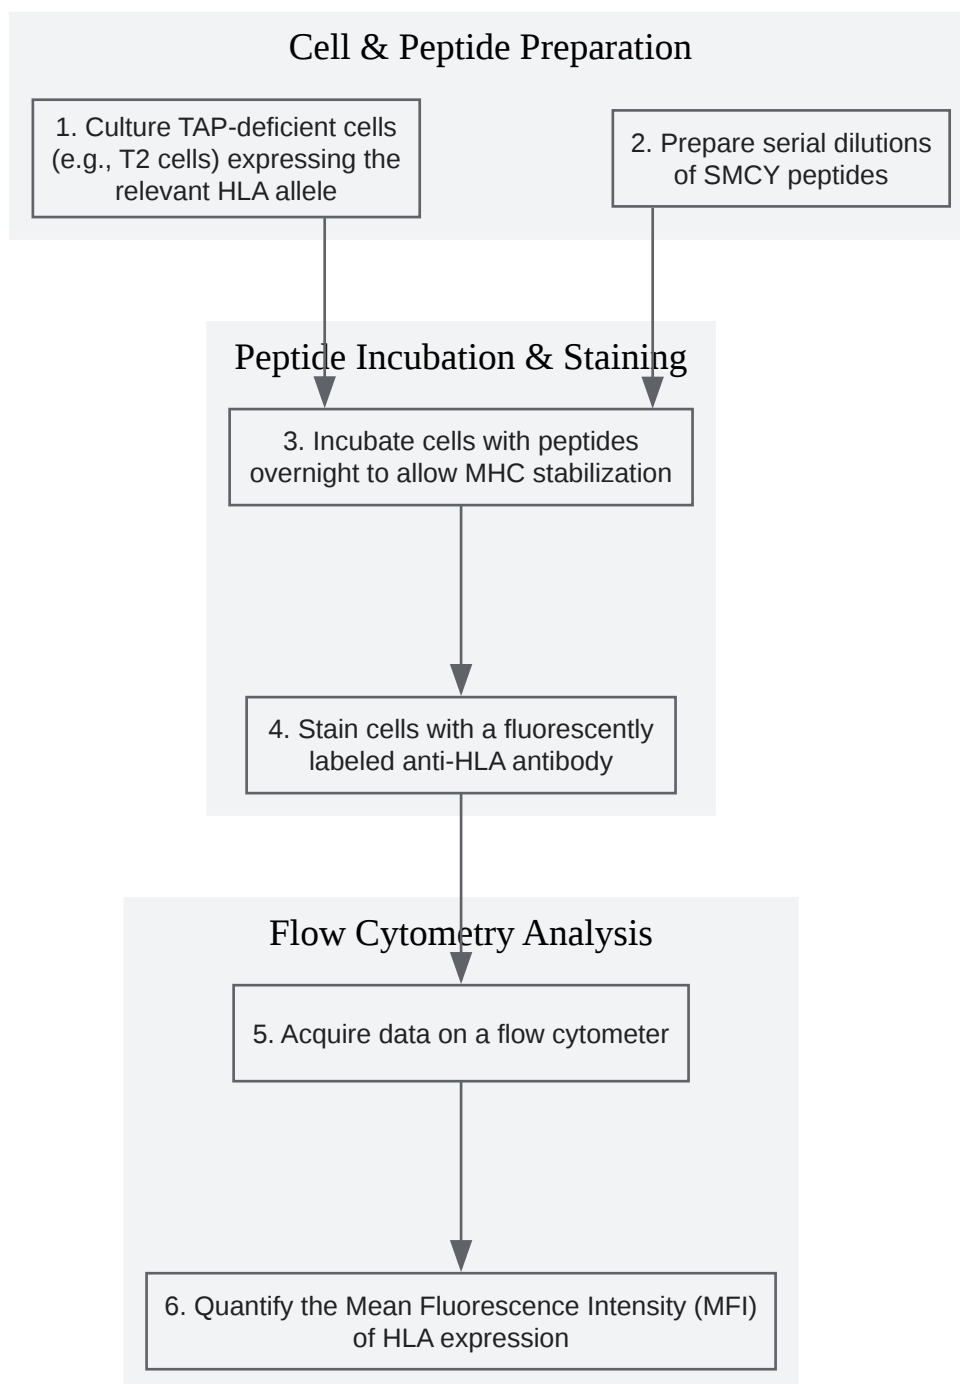 Cell & Peptide Preparation
1. Culture TAP-deficient cells
(e.g., T2 cells) expressing the
relevant HLA allele
2. Prepare serial dilutions
of SMCY peptides
Peptide Incubation & Staining
3. Incubate cells with peptides
overnight to allow MHC stabilization
4. Stain cells with a fluorescently
labeled anti-HLA antibody
Flow Cytometry Analysis
5. Acquire data on a flow cytometer
6. Quantify the Mean Fluorescence Intensity (MFI)
of HLA expression